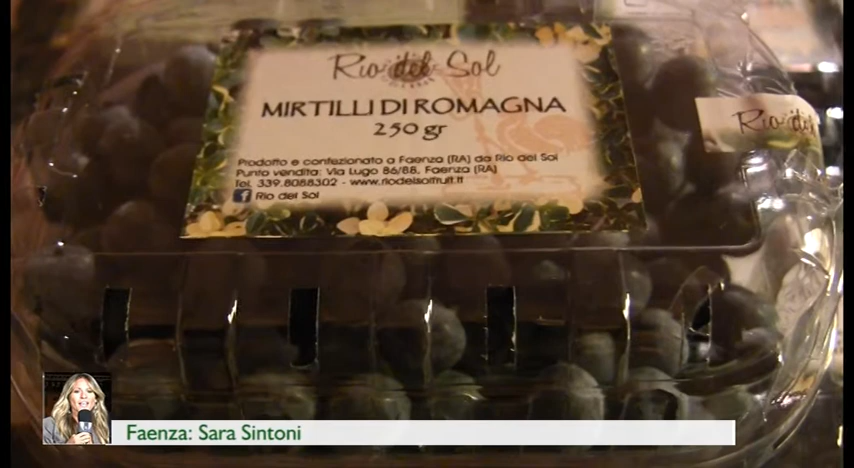 Rio del Sol
MIRTILLI DI ROMAGNA
250 gr
Prodotto e confezionato a Faenza (RA) da Rio del Sol
Punto vendita: Via Lugo 86/88, Faenza (RA)
Tel. 339.8088302 - www.riodelsolfruit.it
f Rio del Sol
Rio del
Faenza: Sara Sintoni